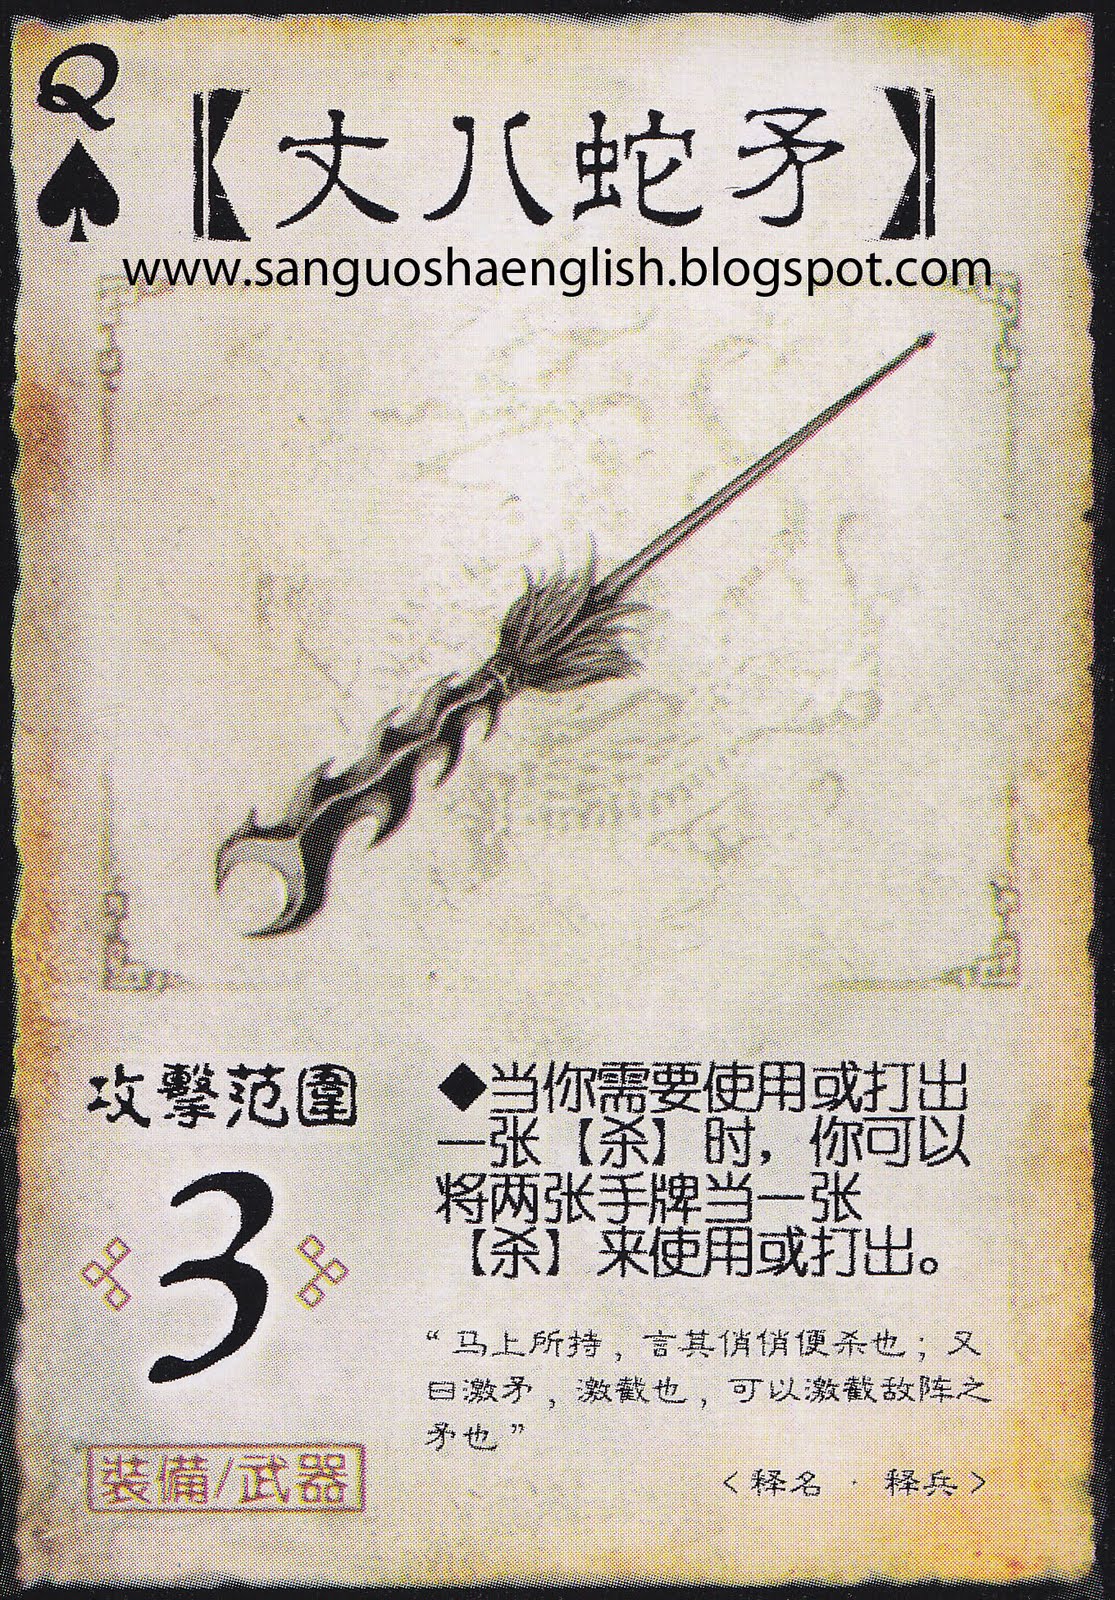 Q
【丈八蛇矛】
www.sanguoshaenglish.blogspot.com
攻擊范圍
3
裝備/武器
◆当你需要使用或打出
一张【杀】时，你可以
将两张手牌当一张
【杀】来使用或打出。
“马上所持，言其俏俏便杀也；又
曰激矛，激截也，可以激截敌阵之
矛也”
<释名·释兵>